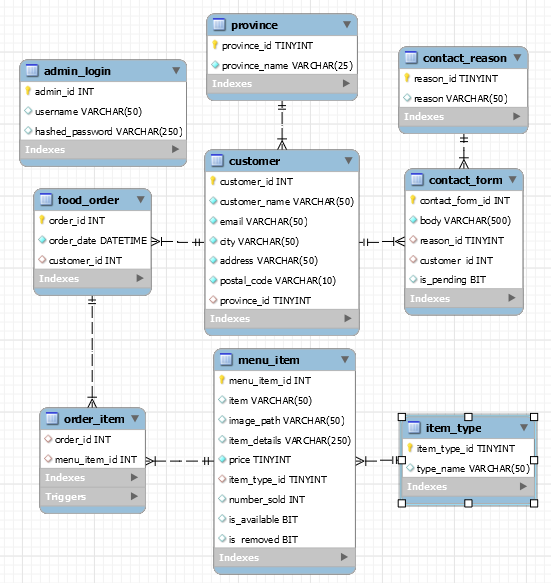 province
province_id TINYINT
province_name VARCHAR(25)
Indexes
contact_reason
reason_id TINYINT
reason VARCHAR(50)
Indexes
admin_login
admin_id INT
username VARCHAR(50)
hashed_password VARCHAR(250)
Indexes
customer
customer_id INT
customer_name VARCHAR(50)
email VARCHAR(50)
city VARCHAR(50)
address VARCHAR(50)
postal_code VARCHAR(10)
province_id TINYINT
Indexes
contact_form
contact_form_id INT
body VARCHAR(500)
reason_id TINYINT
customer_id INT
is_pending BIT
Indexes
food_order
order_id INT
order_date DATETIME
customer_id INT
Indexes
menu_item
menu_item_id INT
item VARCHAR(50)
image_path VARCHAR(50)
item_details VARCHAR(250)
price TINYINT
item_type_id TINYINT
number_sold INT
is_available BIT
is_removed BIT
Indexes
order_item
order_id INT
menu_item_id INT
Indexes
Triggers
item_type
item_type_id TINYINT
type_name VARCHAR(50)
Indexes